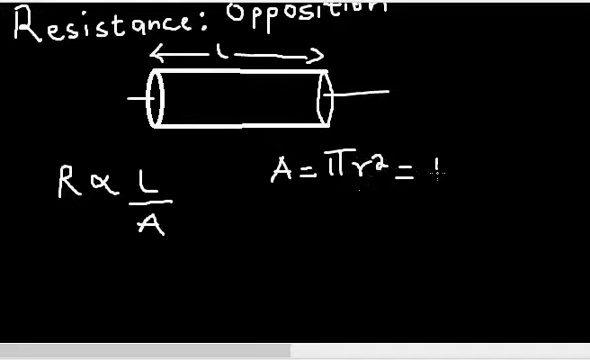 Resistance: Opposition
L
R ∝ L/A
A = πr² =